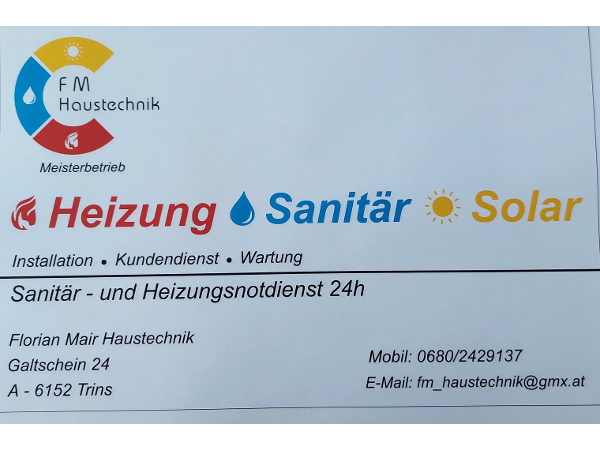 F M
Haustechnik
Meisterbetrieb
Heizung Sanitär Solar
Installation • Kundendienst • Wartung
Sanitär - und Heizungsnotdienst 24h
Florian Mair Haustechnik
Galtschein 24
A - 6152 Trins
Mobil: 0680/2429137
E-Mail: fm_haustechnik@gmx.at